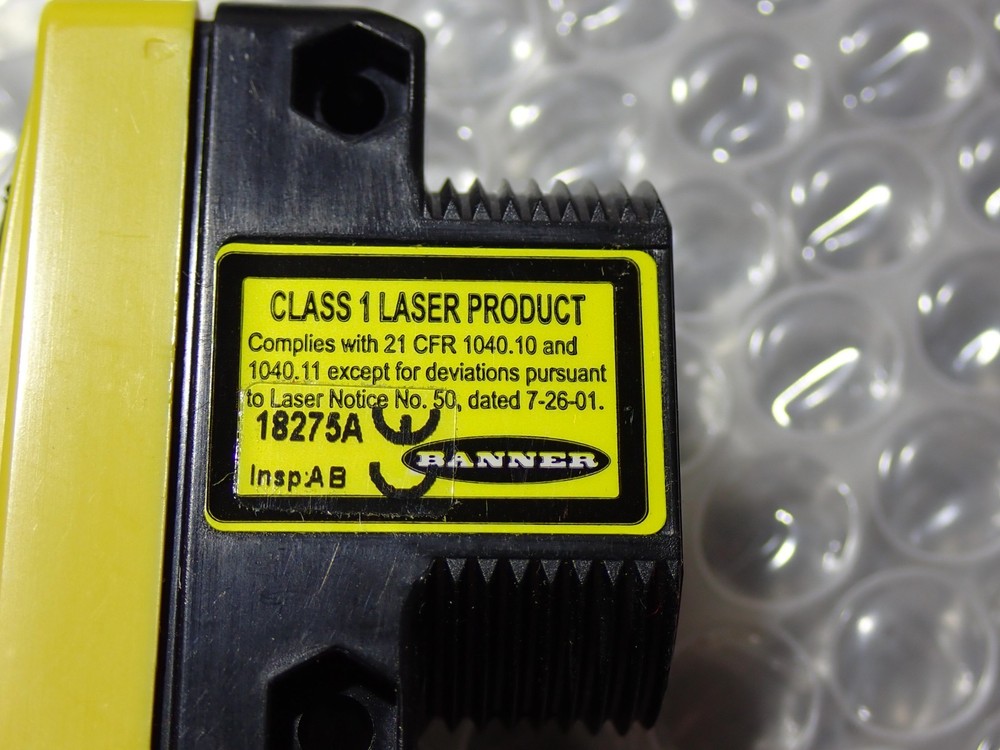 CLASS 1 LASER PRODUCT
Complies with 21 CFR 1040.10 and
1040.11 except for deviations pursuant
to Laser Notice No. 50, dated 7-26-01.
18275A CE
BANNER
Insp:AB